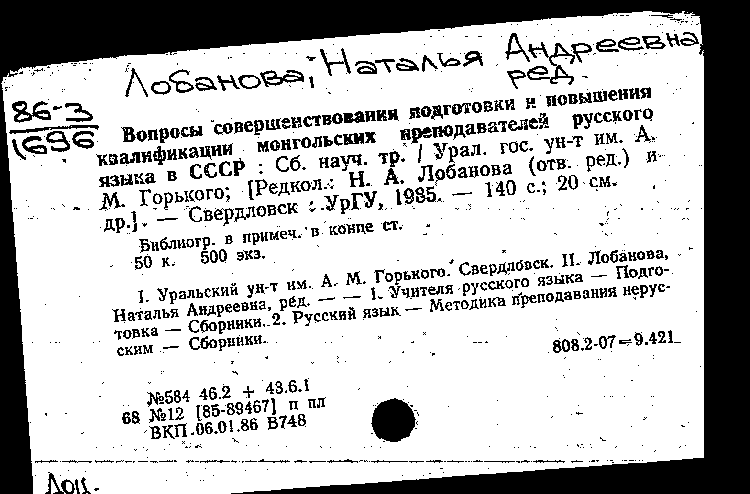 Лобанова, Наталья Андреевна,
ред.
86-3
1696
Вопросы совершенствования подготовки и повышения
квалификации монгольских преподавателей русского
языка в СССР : Сб. науч. тр. / Урал. гос. ун-т им. А.
М. Горького; [Редкол.: Н. А. Лобанова (отв. ред.) и
др.]. — Свердловск : УрГУ, 1985. — 140 с.; 20 см.
Библиогр. в примеч. в конце ст.
50 к. 500 экз.
I. Уральский ун-т им. А. М. Горького. Свердловск. II. Лобанова,
Наталья Андреевна, ред. — — 1. Учителя русского языка — Подго-
товка — Сборники. 2. Русский язык — Методика преподавания нерус-
ским — Сборники.
808.2-07=9.421
№584 46.2 + 43.6.1
68 №12 [85-89467] п пл
ВКП 06.01.86 В748